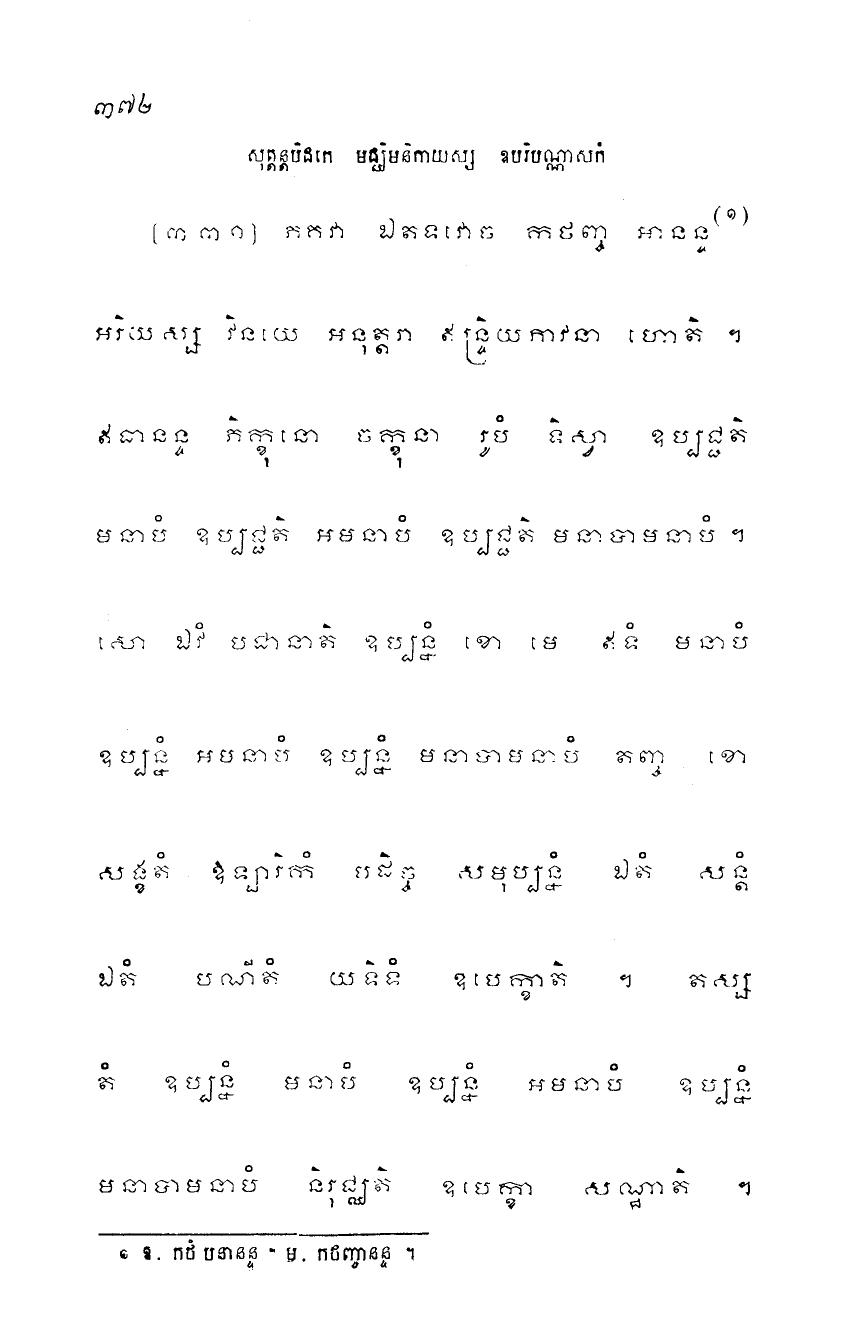 ៣៧២
សុត្តន្តបិដកេ មជ្ឈិមនិកាយស្ស ឧបរិបណ្ណាសកំ
[៣៣១] ភគវា ឯតទវោច កថញ្ច អានន្ទ(១)
អរិយស្ស វិនយេ អនុត្តរា ឥន្ទ្រិយភាវនា ហោតិ ។
ឥធានន្ទ ភិក្ខុនោ ចក្ខុនា រូបំ ទិស្វា ឧប្បជ្ជតិ
មនាបំ ឧប្បជ្ជតិ អមនាបំ ឧប្បជ្ជតិ មនាបាមនាបំ ។
សោ ឯវំ បជានាតិ ឧប្បន្នំ ខោ មេ ឥទំ មនាបំ
ឧប្បន្នំ អមនាបំ ឧប្បន្នំ មនាបាមនាបំ តញ្ច ខោ
សង្ខតំ ឱឡារិកំ បដិច្ច សមុប្បន្នំ ឯតំ សន្តំ
ឯតំ បណីតំ យទិទំ ឧបេក្ខាតិ ។ តស្ស
តំ ឧប្បន្នំ មនាបំ ឧប្បន្នំ អមនាបំ ឧប្បន្នំ
មនាបាមនាបំ និរុជ្ឈតិ ឧបេក្ខា សណ្ឋាតិ ។
១ ឱ. កថំ បនានន្ទ ។ ម. កថញ្ចានន្ទ ។